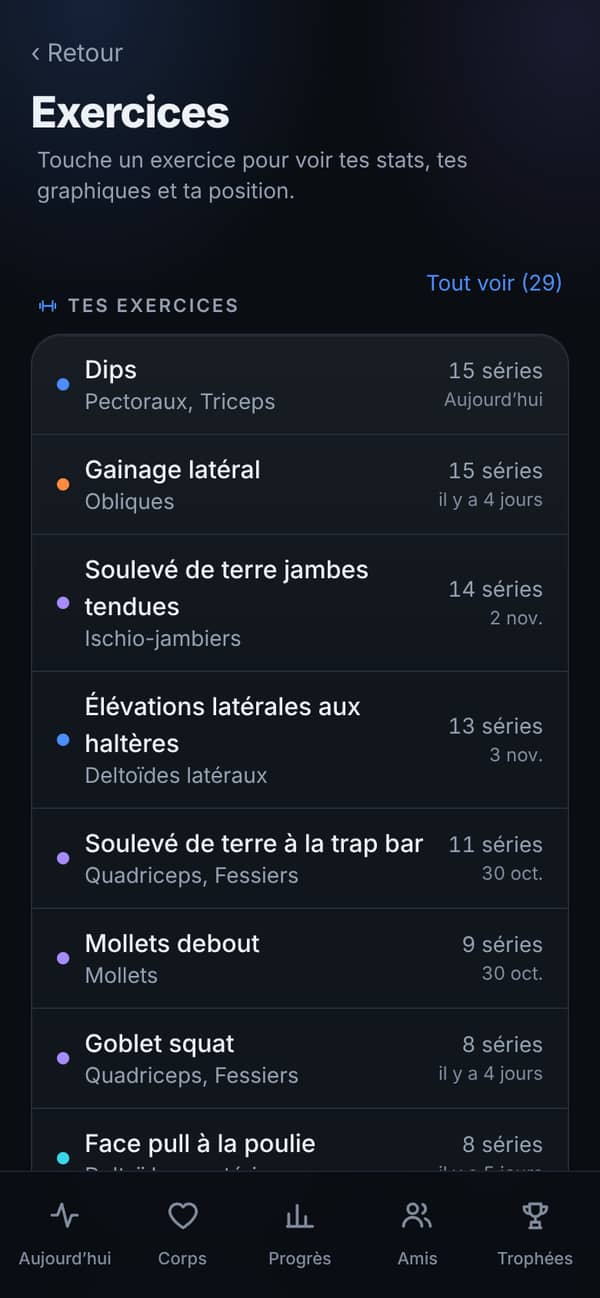 ‹ Retour
Exercices
Touche un exercice pour voir tes stats, tes
graphiques et ta position.
Tout voir (29)
TES EXERCICES
Dips
15 séries
Pectoraux, Triceps
Aujourd’hui
Gainage latéral
15 séries
Obliques
il y a 4 jours
Soulevé de terre jambes
tendues
14 séries
Ischio-jambiers
2 nov.
Élévations latérales aux
haltères
13 séries
Deltoïdes latéraux
3 nov.
Soulevé de terre à la trap bar
11 séries
Quadriceps, Fessiers
30 oct.
Mollets debout
9 séries
Mollets
30 oct.
Goblet squat
8 séries
Quadriceps, Fessiers
il y a 4 jours
Face pull à la poulie
8 séries
Aujourd’hui
Corps
Progrès
Amis
Trophées